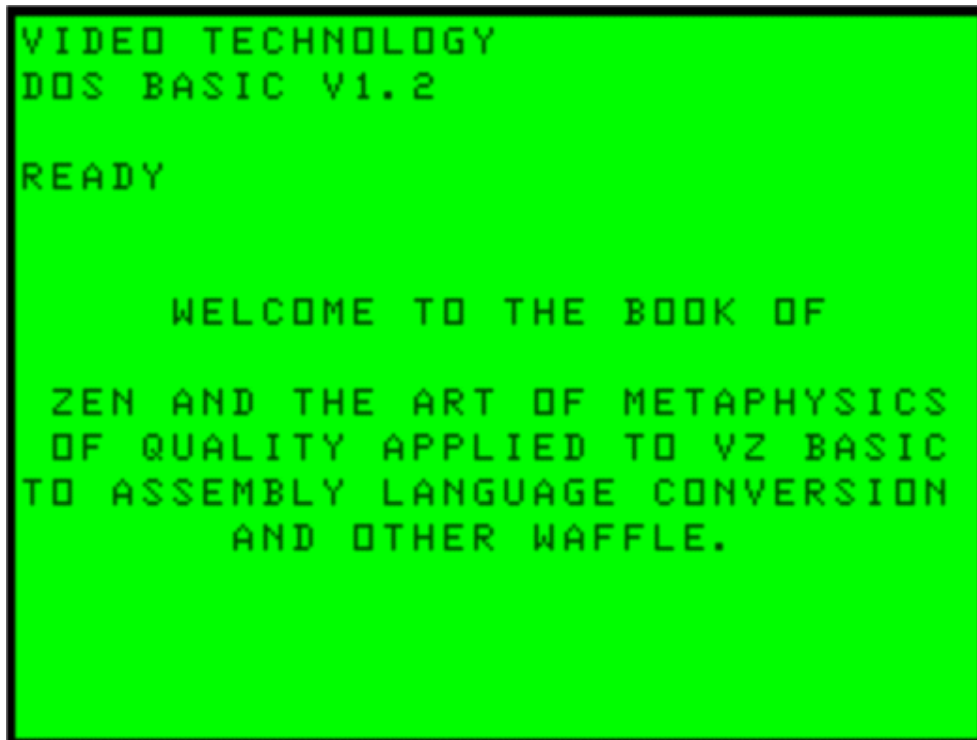 VIDEO TECHNOLOGY
DOS BASIC V1.2
READY
WELCOME TO THE BOOK OF
ZEN AND THE ART OF METAPHYSICS
OF QUALITY APPLIED TO VZ BASIC
TO ASSEMBLY LANGUAGE CONVERSION
AND OTHER WAFFLE.